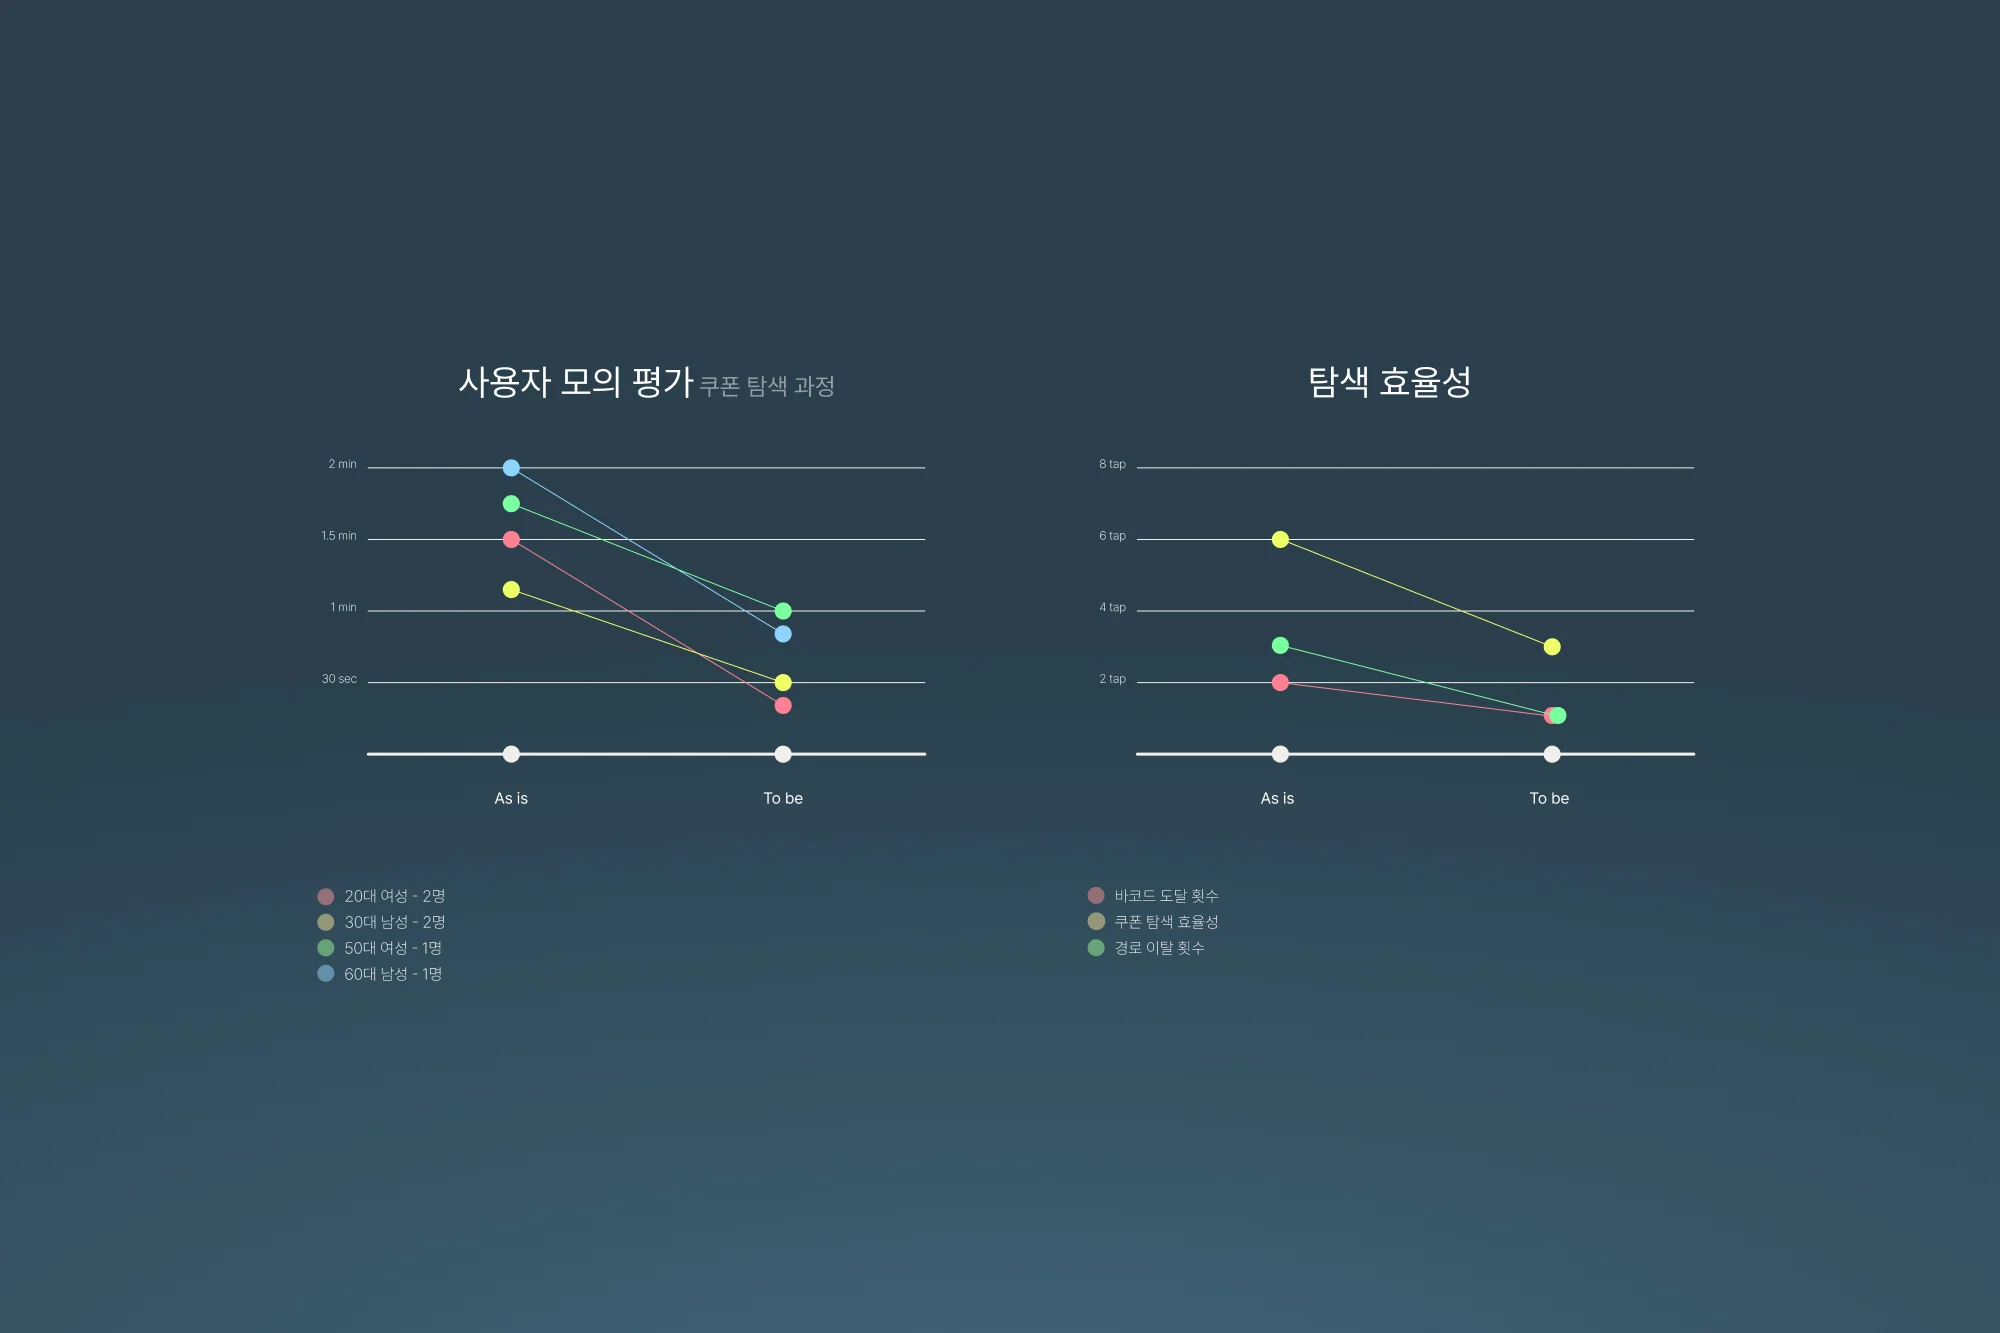 사용자 모의 평가 쿠폰 탐색 과정
2 min
1.5 min
1 min
30 sec
As is
To be
20대 여성 - 2명
30대 남성 - 2명
50대 여성 - 1명
60대 남성 - 1명
탐색 효율성
8 tap
6 tap
4 tap
2 tap
As is
To be
바코드 도달 횟수
쿠폰 탐색 효율성
경로 이탈 횟수